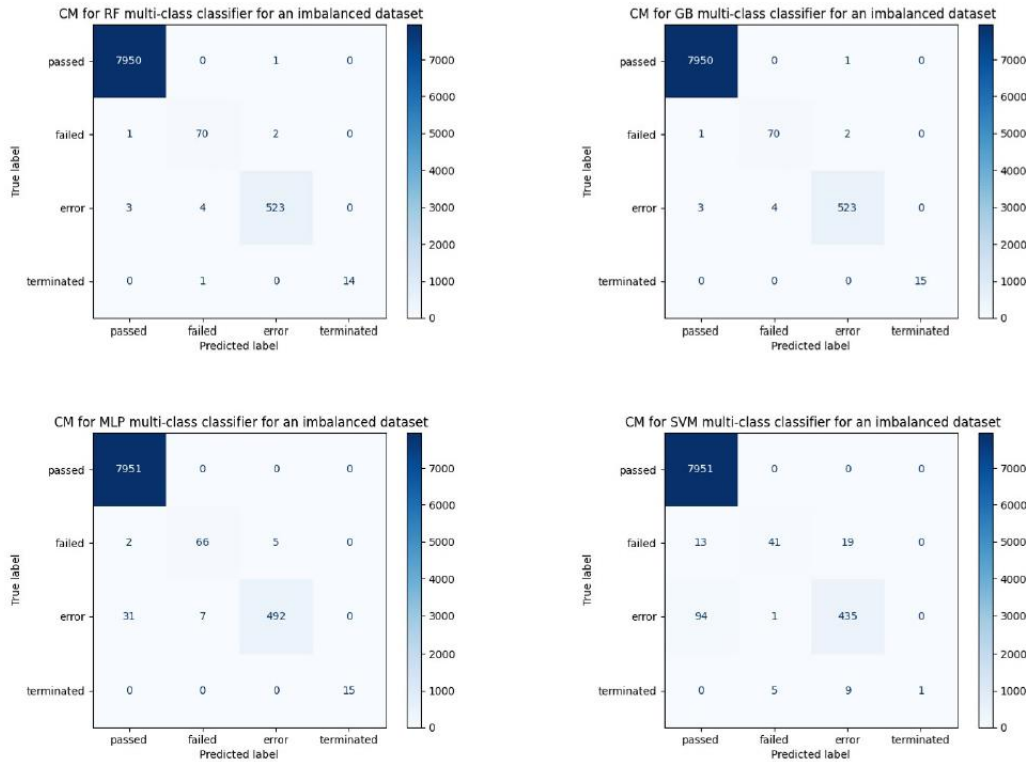 CM for RF multi-class classifier for an imbalanced dataset
True label
passed
failed
error
terminated
7950 0 1 0
1 70 2 0
3 4 523 0
0 1 0 14
passed failed error terminated
Predicted label
7000
6000
5000
4000
3000
2000
1000
0
CM for GB multi-class classifier for an imbalanced dataset
True label
passed
failed
error
terminated
7950 0 1 0
1 70 2 0
3 4 523 0
0 0 0 15
passed failed error terminated
Predicted label
7000
6000
5000
4000
3000
2000
1000
0
CM for MLP multi-class classifier for an imbalanced dataset
True label
passed
failed
error
terminated
7951 0 0 0
2 66 5 0
31 7 492 0
0 0 0 15
passed failed error terminated
Predicted label
7000
6000
5000
4000
3000
2000
1000
0
CM for SVM multi-class classifier for an imbalanced dataset
True label
passed
failed
error
terminated
7951 0 0 0
13 41 19 0
94 1 435 0
0 5 9 1
passed failed error terminated
Predicted label
7000
6000
5000
4000
3000
2000
1000
0